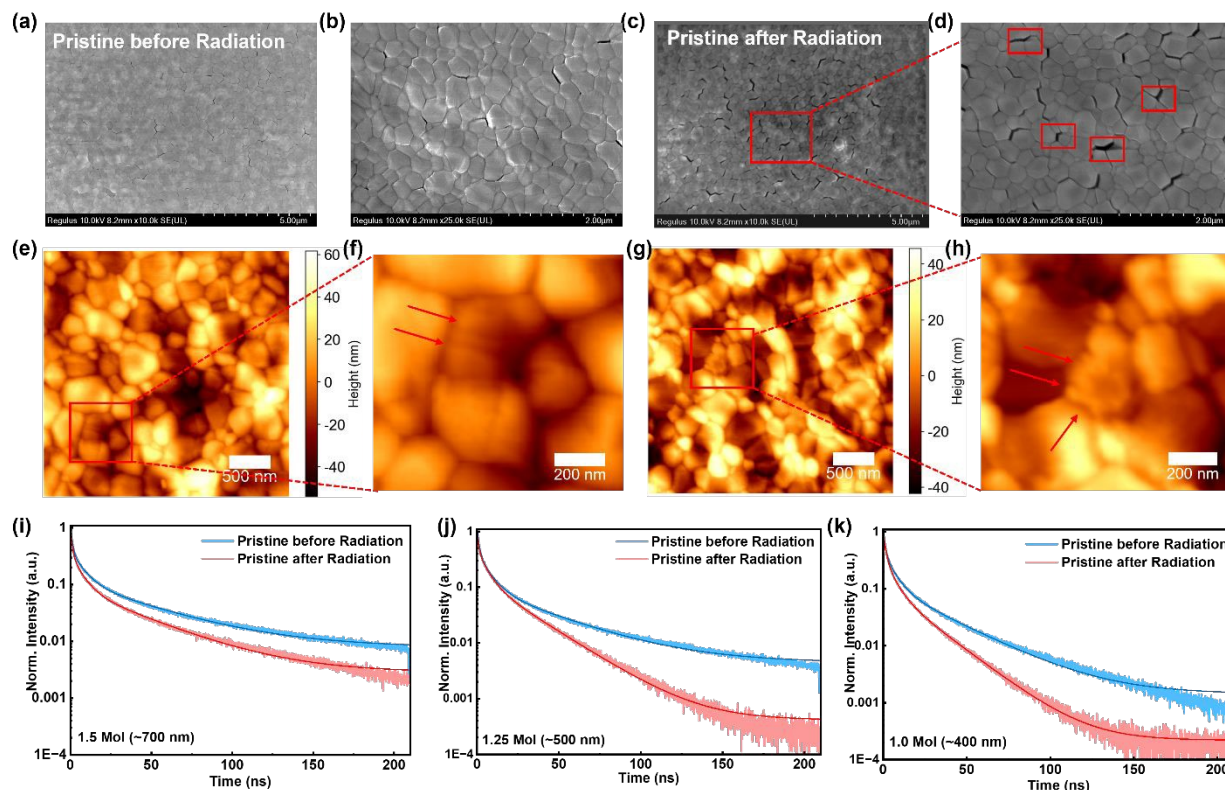 (a)
Pristine before Radiation
Regulus 10.0kV 8.2mm x10.0k SE(UL)
5.00μm
(b)
Regulus 10.0kV 8.2mm x25.0k SE(UL)
2.00μm
(c)
Pristine after Radiation
Regulus 10.0kV 8.2mm x10.0k SE(UL)
5.00μm
(d)
Regulus 10.0kV 8.2mm x25.0k SE(UL)
2.00μm
(e)
500 nm
60
40
20
0
-20
-40
Height (nm)
(f)
200 nm
(g)
500 nm
40
20
0
-20
-40
Height (nm)
(h)
200 nm
(i)
Norm. Intensity (a.u.)
1
0.1
0.01
0.001
1E-4
Pristine before Radiation
Pristine after Radiation
1.5 Mol (~700 nm)
0 50 100 150 200
Time (ns)
(j)
Norm. Intensity (a.u.)
1
0.1
0.01
0.001
1E-4
Pristine before Radiation
Pristine after Radiation
1.25 Mol (~500 nm)
0 50 100 150 200
Time (ns)
(k)
Norm. Intensity (a.u.)
1
0.1
0.01
0.001
1E-4
Pristine before Radiation
Pristine after Radiation
1.0 Mol (~400 nm)
0 50 100 150 200
Time (ns)